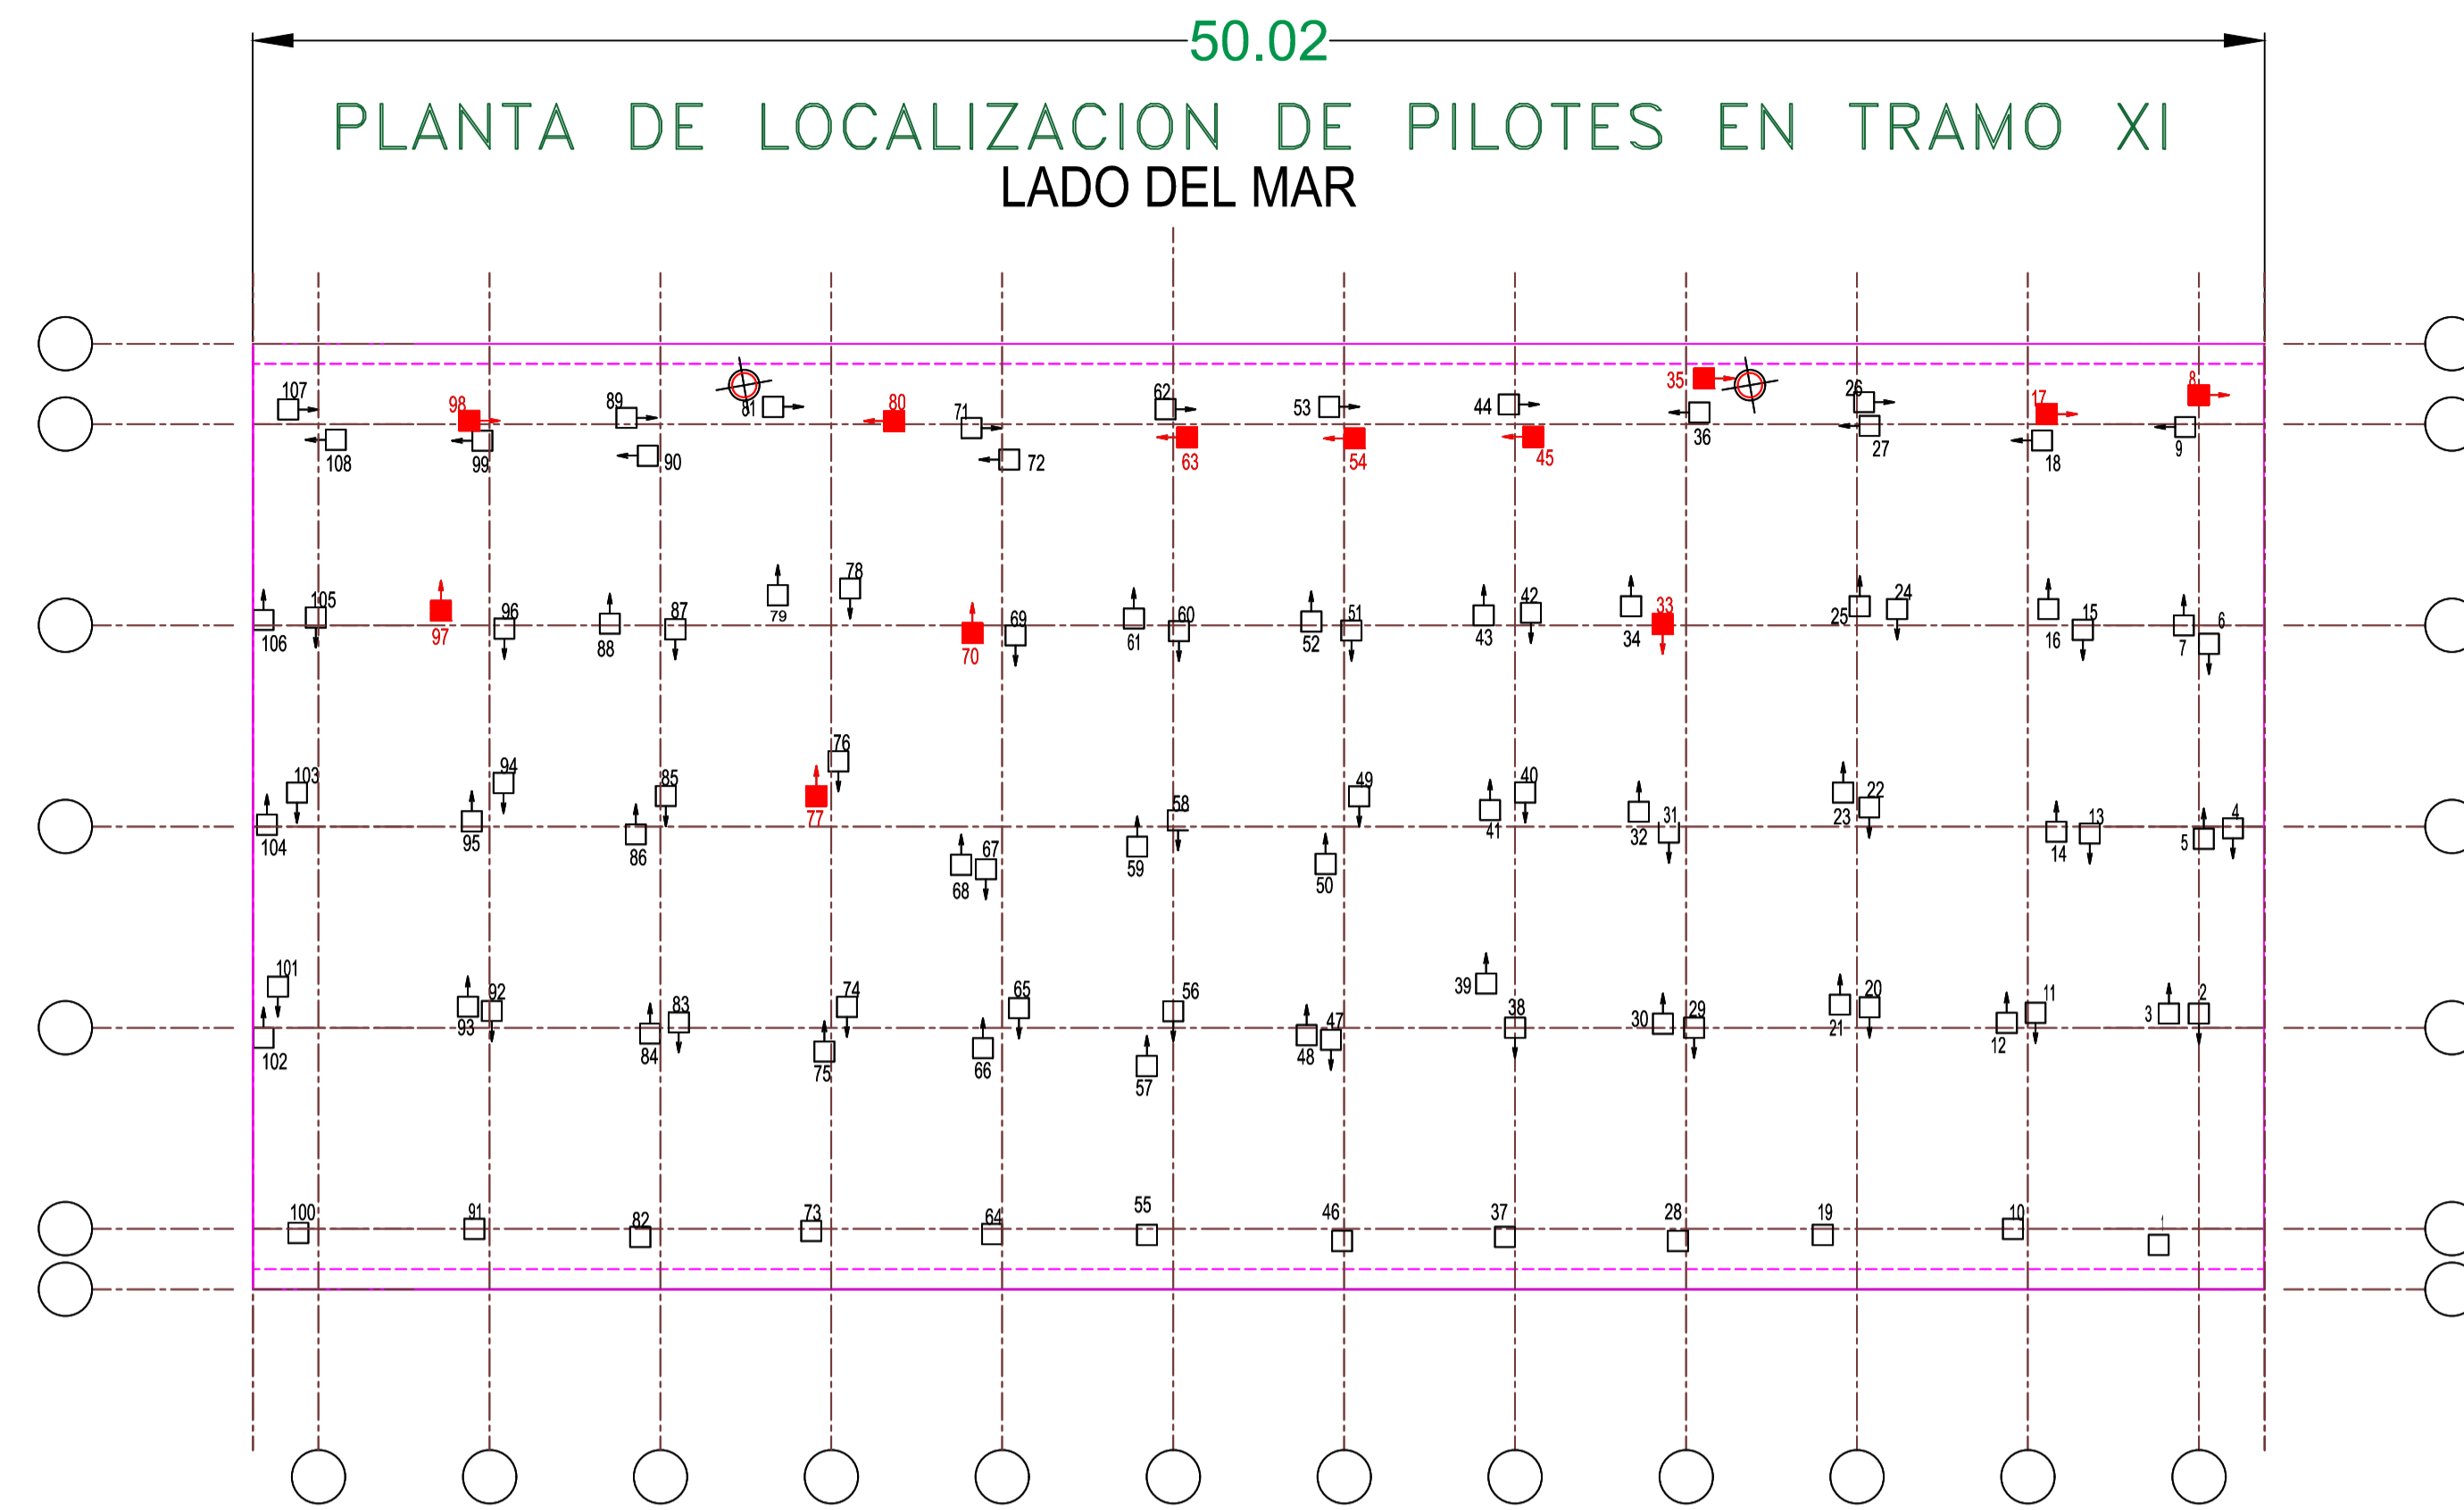 50.02
PLANTA DE LOCALIZACION DE PILOTES EN TRAMO XI
LADO DEL MAR
107 98 89 81 80 71 62 53 44 35 26 17 8
108 99 90 72 63 54 45 36 27 18 9
105 96 87 79 78 69 60 51 42 33 24 15 6
106 97 88 70 61 52 43 34 25 16 7
103 94 85 76 58 49 40 31 22 13 4
104 95 86 77 68 67 59 50 41 32 23 14 5
101 92 83 74 65 56 47 39 38 29 20 11 2
102 93 84 75 66 57 48 30 21 12 3
100 91 82 73 64 55 46 37 28 19 10 1